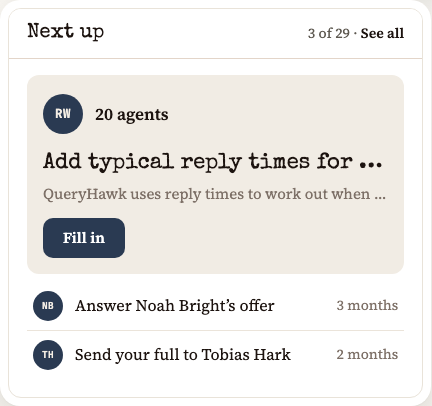 Next up
3 of 29 · See all
RW
20 agents
Add typical reply times for ...
QueryHawk uses reply times to work out when ...
Fill in
NB
Answer Noah Bright’s offer
3 months
TH
Send your full to Tobias Hark
2 months